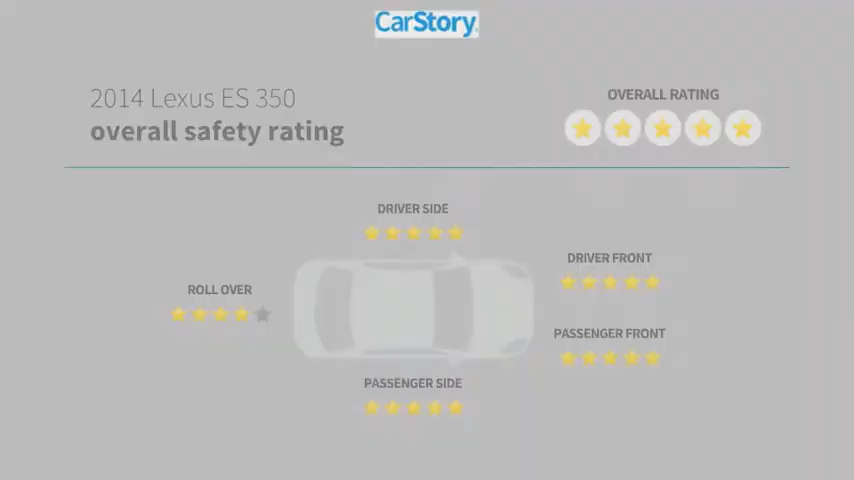 CarStory
2014 Lexus ES 350
overall safety rating
OVERALL RATING
DRIVER SIDE
DRIVER FRONT
ROLL OVER
PASSENGER FRONT
PASSENGER SIDE